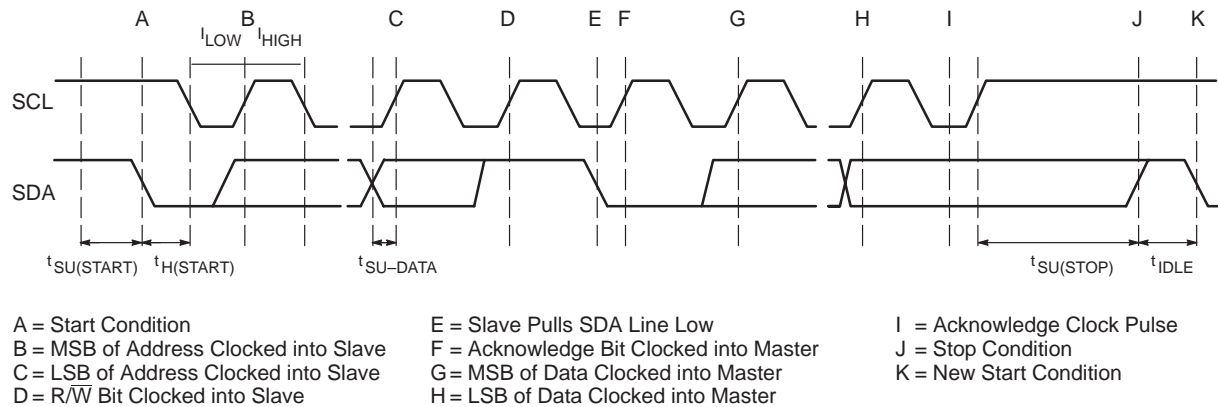 A B C D E F G H I J K
ILOW IHIGH
SCL
SDA
tSU(START) tH(START) tSU–DATA tSU(STOP) tIDLE
A = Start Condition
B = MSB of Address Clocked into Slave
C = LSB of Address Clocked into Slave
D = R/W̅ Bit Clocked into Slave
E = Slave Pulls SDA Line Low
F = Acknowledge Bit Clocked into Master
G = MSB of Data Clocked into Master
H = LSB of Data Clocked into Master
I = Acknowledge Clock Pulse
J = Stop Condition
K = New Start Condition